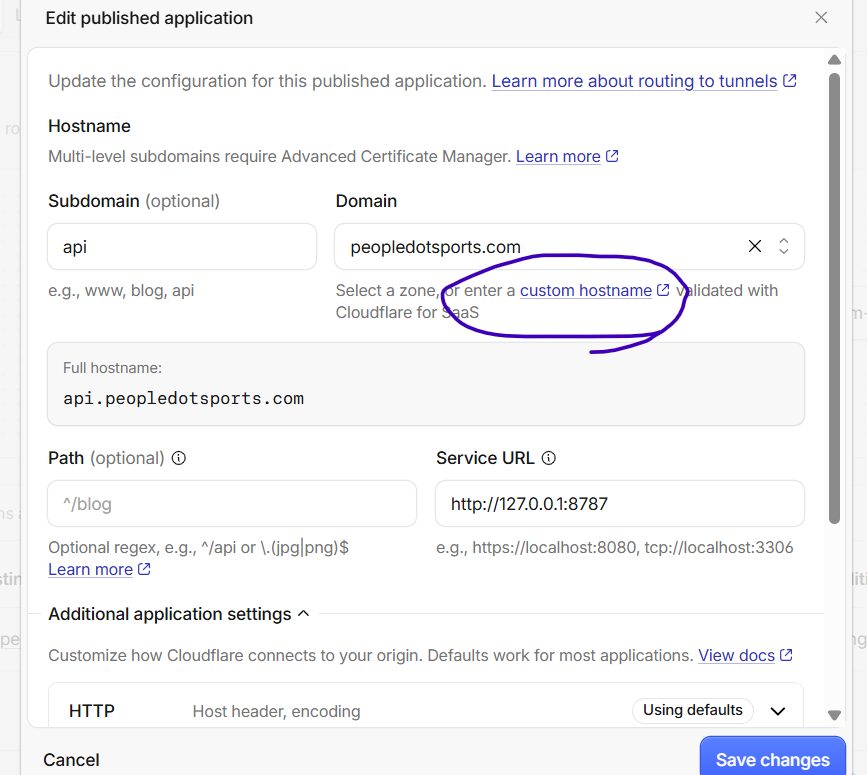 Edit published application
Update the configuration for this published application. Learn more about routing to tunnels
Hostname
Multi-level subdomains require Advanced Certificate Manager. Learn more
Subdomain (optional)
Domain
api
peopledotsports.com
e.g., www, blog, api
Select a zone, or enter a custom hostname validated with
Cloudflare for SaaS
Full hostname:
api.peopledotsports.com
Path (optional)
Service URL
^/blog
http://127.0.0.1:8787
Optional regex, e.g., ^/api or \.(jpg|png)$
Learn more
e.g., https://localhost:8080, tcp://localhost:3306
Additional application settings
Customize how Cloudflare connects to your origin. Defaults work for most applications. View docs
HTTP
Host header, encoding
Using defaults
Cancel
Save changes